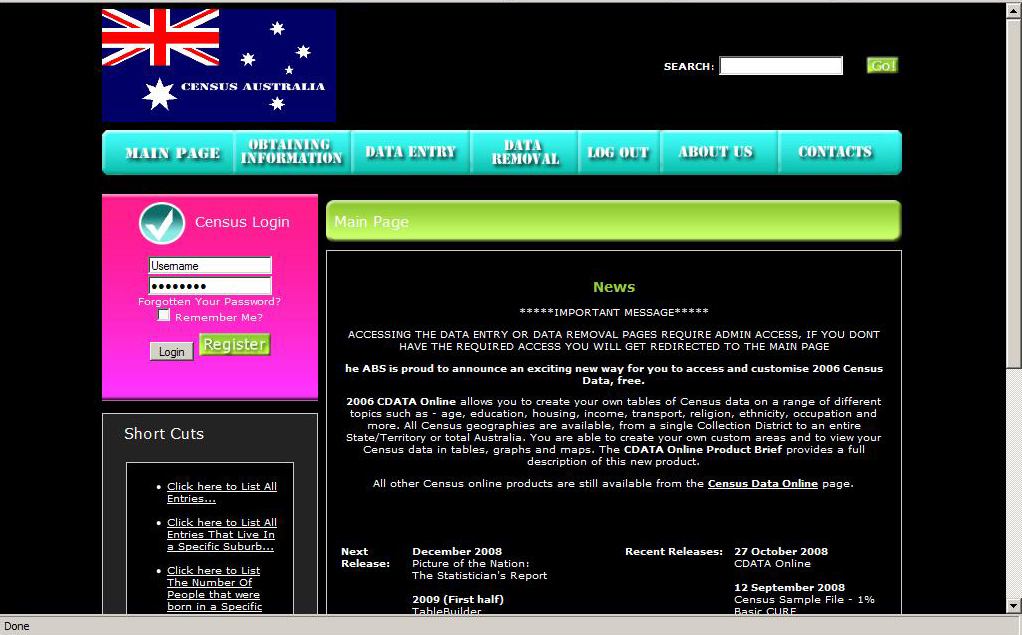 CENSUS AUSTRALIA
SEARCH:
Go!
MAIN PAGE
OBTAINING
INFORMATION
DATA ENTRY
DATA
REMOVAL
LOG OUT
ABOUT US
CONTACTS
Census Login
Username
••••••••
Forgotten Your Password?
Remember Me?
Login
Register
Short Cuts
• Click here to List All
Entries...
• Click here to List All
Entries That Live In
a Specific Suburb...
• Click here to List
The Number Of
People that were
born in a Specific
Main Page
News
*****IMPORTANT MESSAGE*****
ACCESSING THE DATA ENTRY OR DATA REMOVAL PAGES REQUIRE ADMIN ACCESS, IF YOU DONT
HAVE THE REQUIRED ACCESS YOU WILL GET REDIRECTED TO THE MAIN PAGE
he ABS is proud to announce an exciting new way for you to access and customise 2006 Census
Data, free.
2006 CDATA Online allows you to create your own tables of Census data on a range of different
topics such as - age, education, housing, income, transport, religion, ethnicity, occupation and
more. All Census geographies are available, from a single Collection District to an entire
State/Territory or total Australia. You are able to create your own custom areas and to view your
Census data in tables, graphs and maps. The CDATA Online Product Brief provides a full
description of this new product.
All other Census online products are still available from the Census Data Online page.
Next
Release:
December 2008
Picture of the Nation:
The Statistician's Report
2009 (First half)
TableBuilder
Recent Releases:
27 October 2008
CDATA Online
12 September 2008
Census Sample File - 1%
Basic CURF
Done